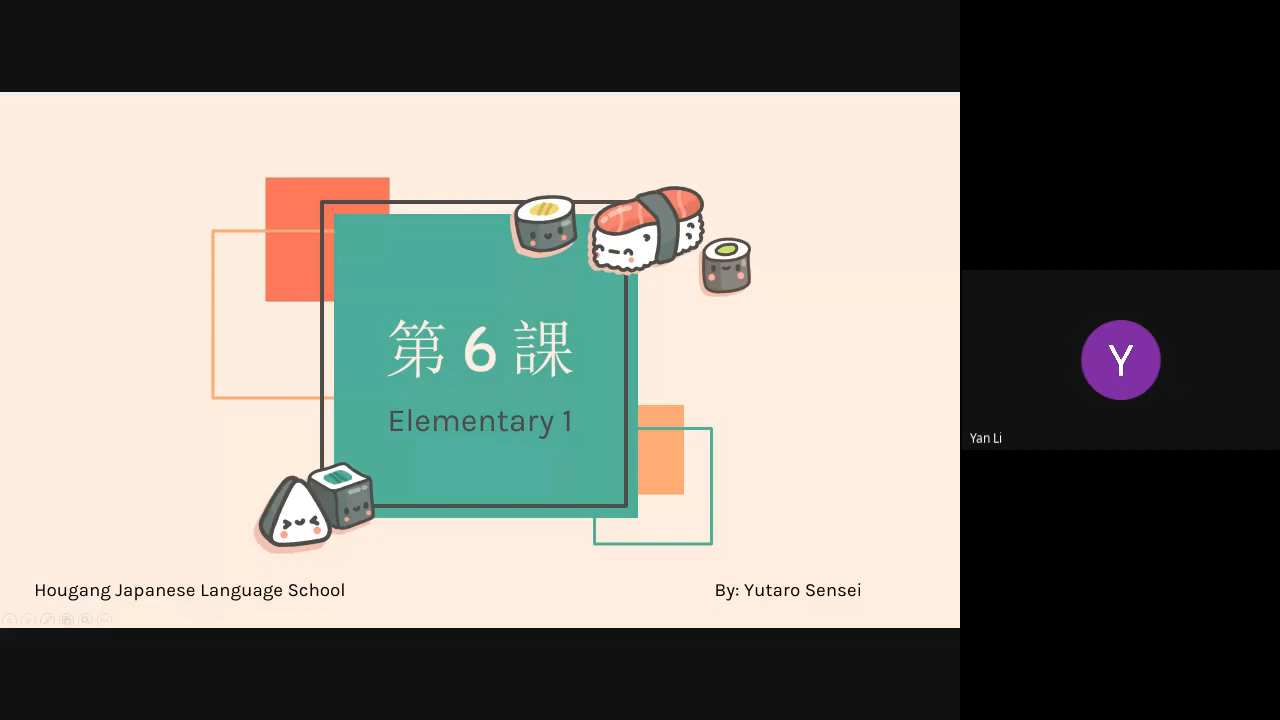 第 6 課
Elementary 1
Hougang Japanese Language School
By: Yutaro Sensei
Y
Yan Li